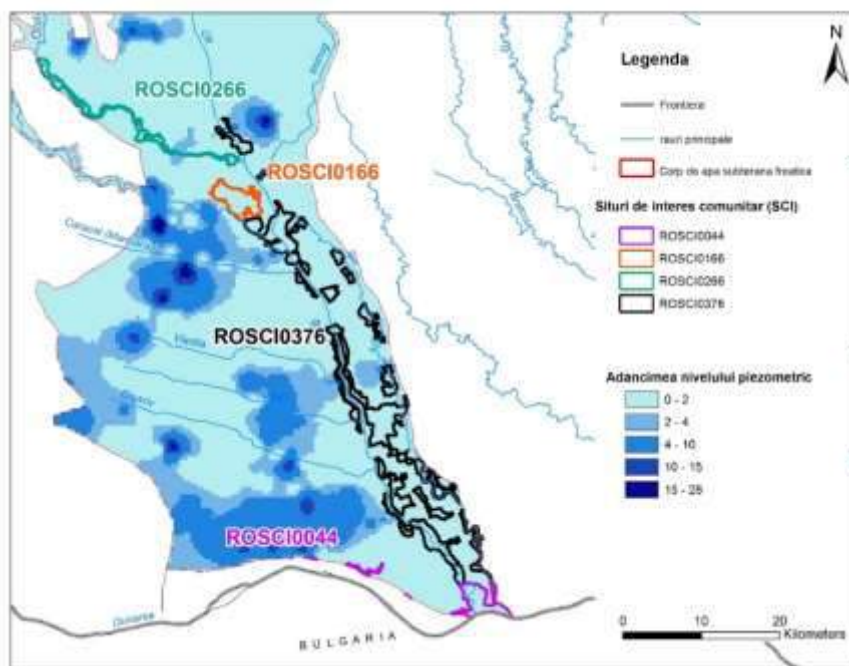 ROSCI0266
ROSCI0166
ROSCI0376
ROSCI0044
BULGARIA
N
Legenda
Frontiera
rauri principale
Corp de apa subterana freatica
Situri de interes comunitar (SCI)
ROSCI0044
ROSCI0166
ROSCI0266
ROSCI0376
Adancimea nivelului piezometric
0 - 2
2 - 4
4 - 10
10 - 15
15 - 28
0 10 20
Kilometers